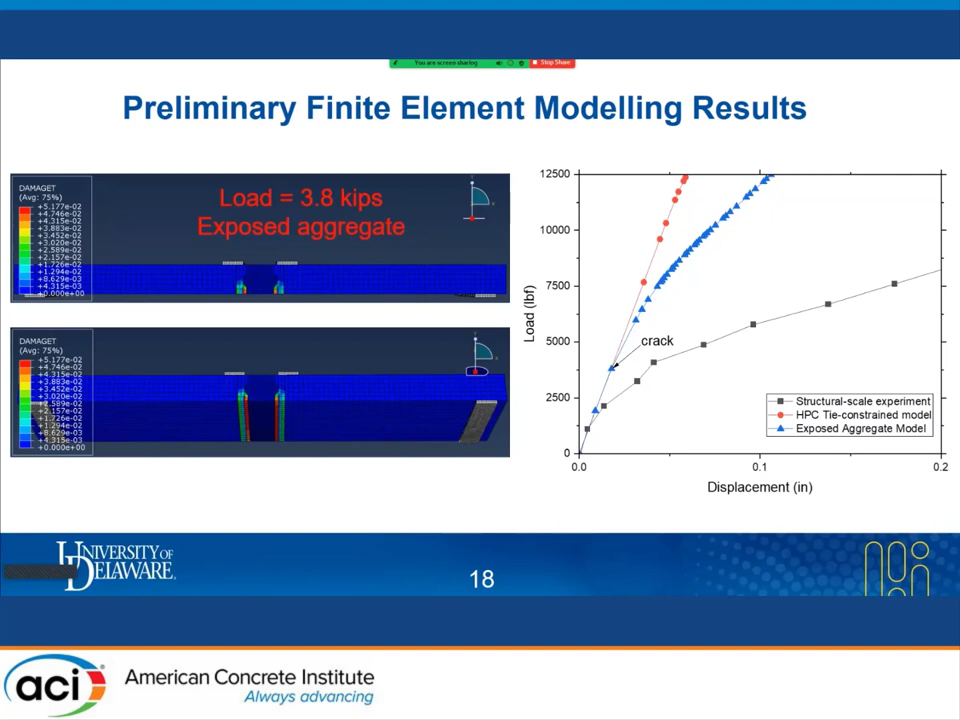 You are screen sharing
Stop Share
Preliminary Finite Element Modelling Results
DAMAGET
(Avg: 75%)
+5.177e-02
+4.746e-02
+4.315e-02
+3.883e-02
+3.452e-02
+3.020e-02
+2.589e-02
+2.157e-02
+1.726e-02
+1.294e-02
+8.629e-03
+4.315e-03
+0.000e+00
Load = 3.8 kips
Exposed aggregate
DAMAGET
(Avg: 75%)
+5.177e-02
+4.746e-02
+4.315e-02
+3.883e-02
+3.452e-02
+3.020e-02
+2.589e-02
+2.157e-02
+1.726e-02
+1.294e-02
+8.629e-03
+4.315e-03
+0.000e+00
12500
10000
7500
5000
2500
0
Load (lbf)
crack
Structural-scale experiment
HPC Tie-constrained model
Exposed Aggregate Model
0.0
0.1
0.2
Displacement (in)
UNIVERSITY OF
DELAWARE
18
aci
American Concrete Institute
Always advancing